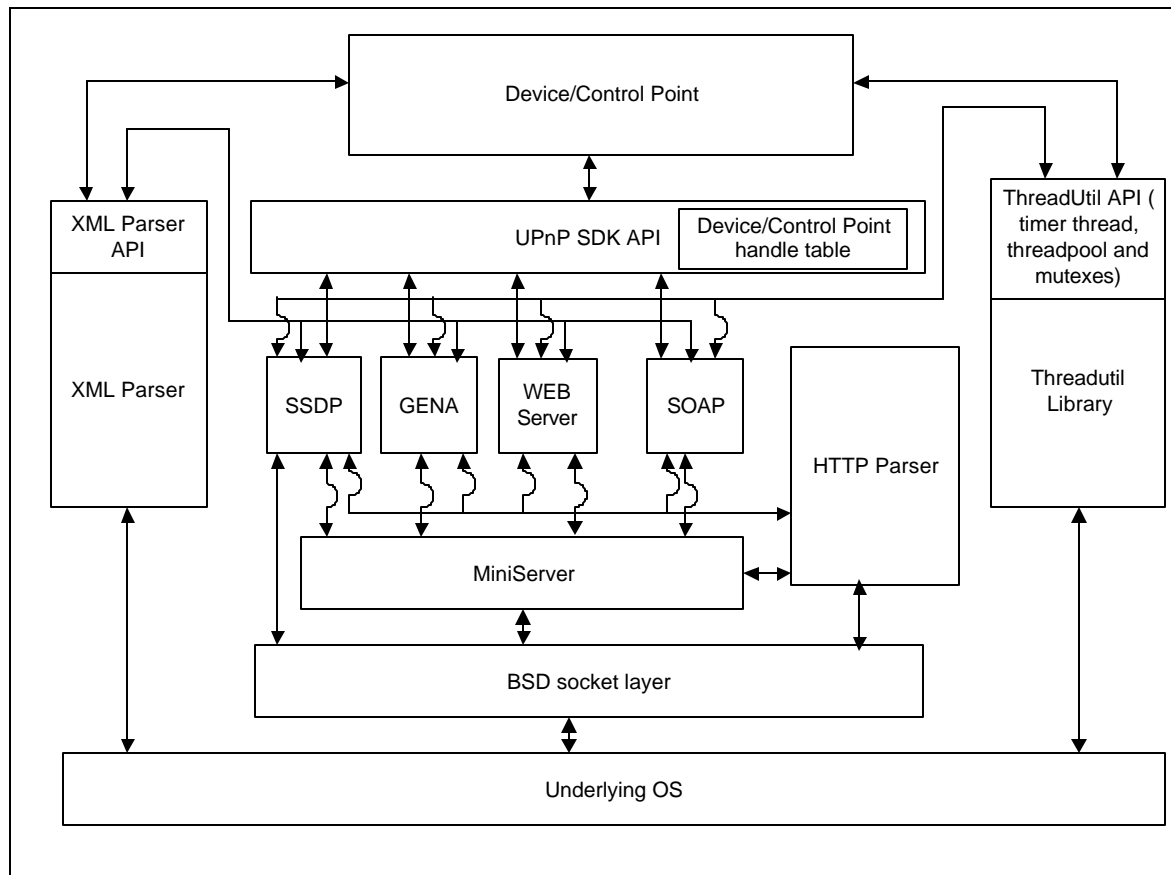 Device/Control Point
XML Parser
API
UPnP SDK API
Device/Control Point
handle table
ThreadUtil API (
timer thread,
threadpool and
mutexes)
XML Parser
SSDP
GENA
WEB
Server
SOAP
HTTP Parser
Threadutil
Library
MiniServer
BSD socket layer
Underlying OS